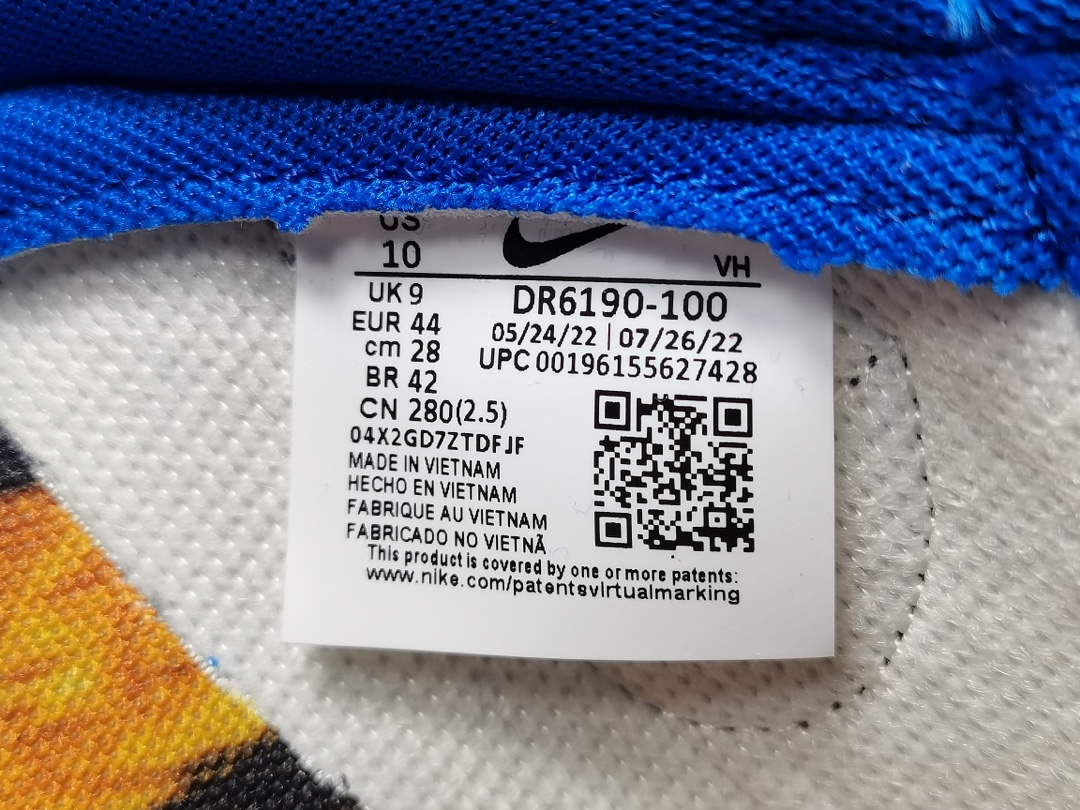 US
10
VH
UK 9
EUR 44
cm 28
BR 42
CN 280(2.5)
04X2GD7ZTDFJF
DR6190-100
05/24/22 | 07/26/22
UPC 00196155627428
MADE IN VIETNAM
HECHO EN VIETNAM
FABRIQUE AU VIETNAM
FABRICADO NO VIETNÃ
This product is covered by one or more patents:
www.nike.com/patentsvirtualmarking